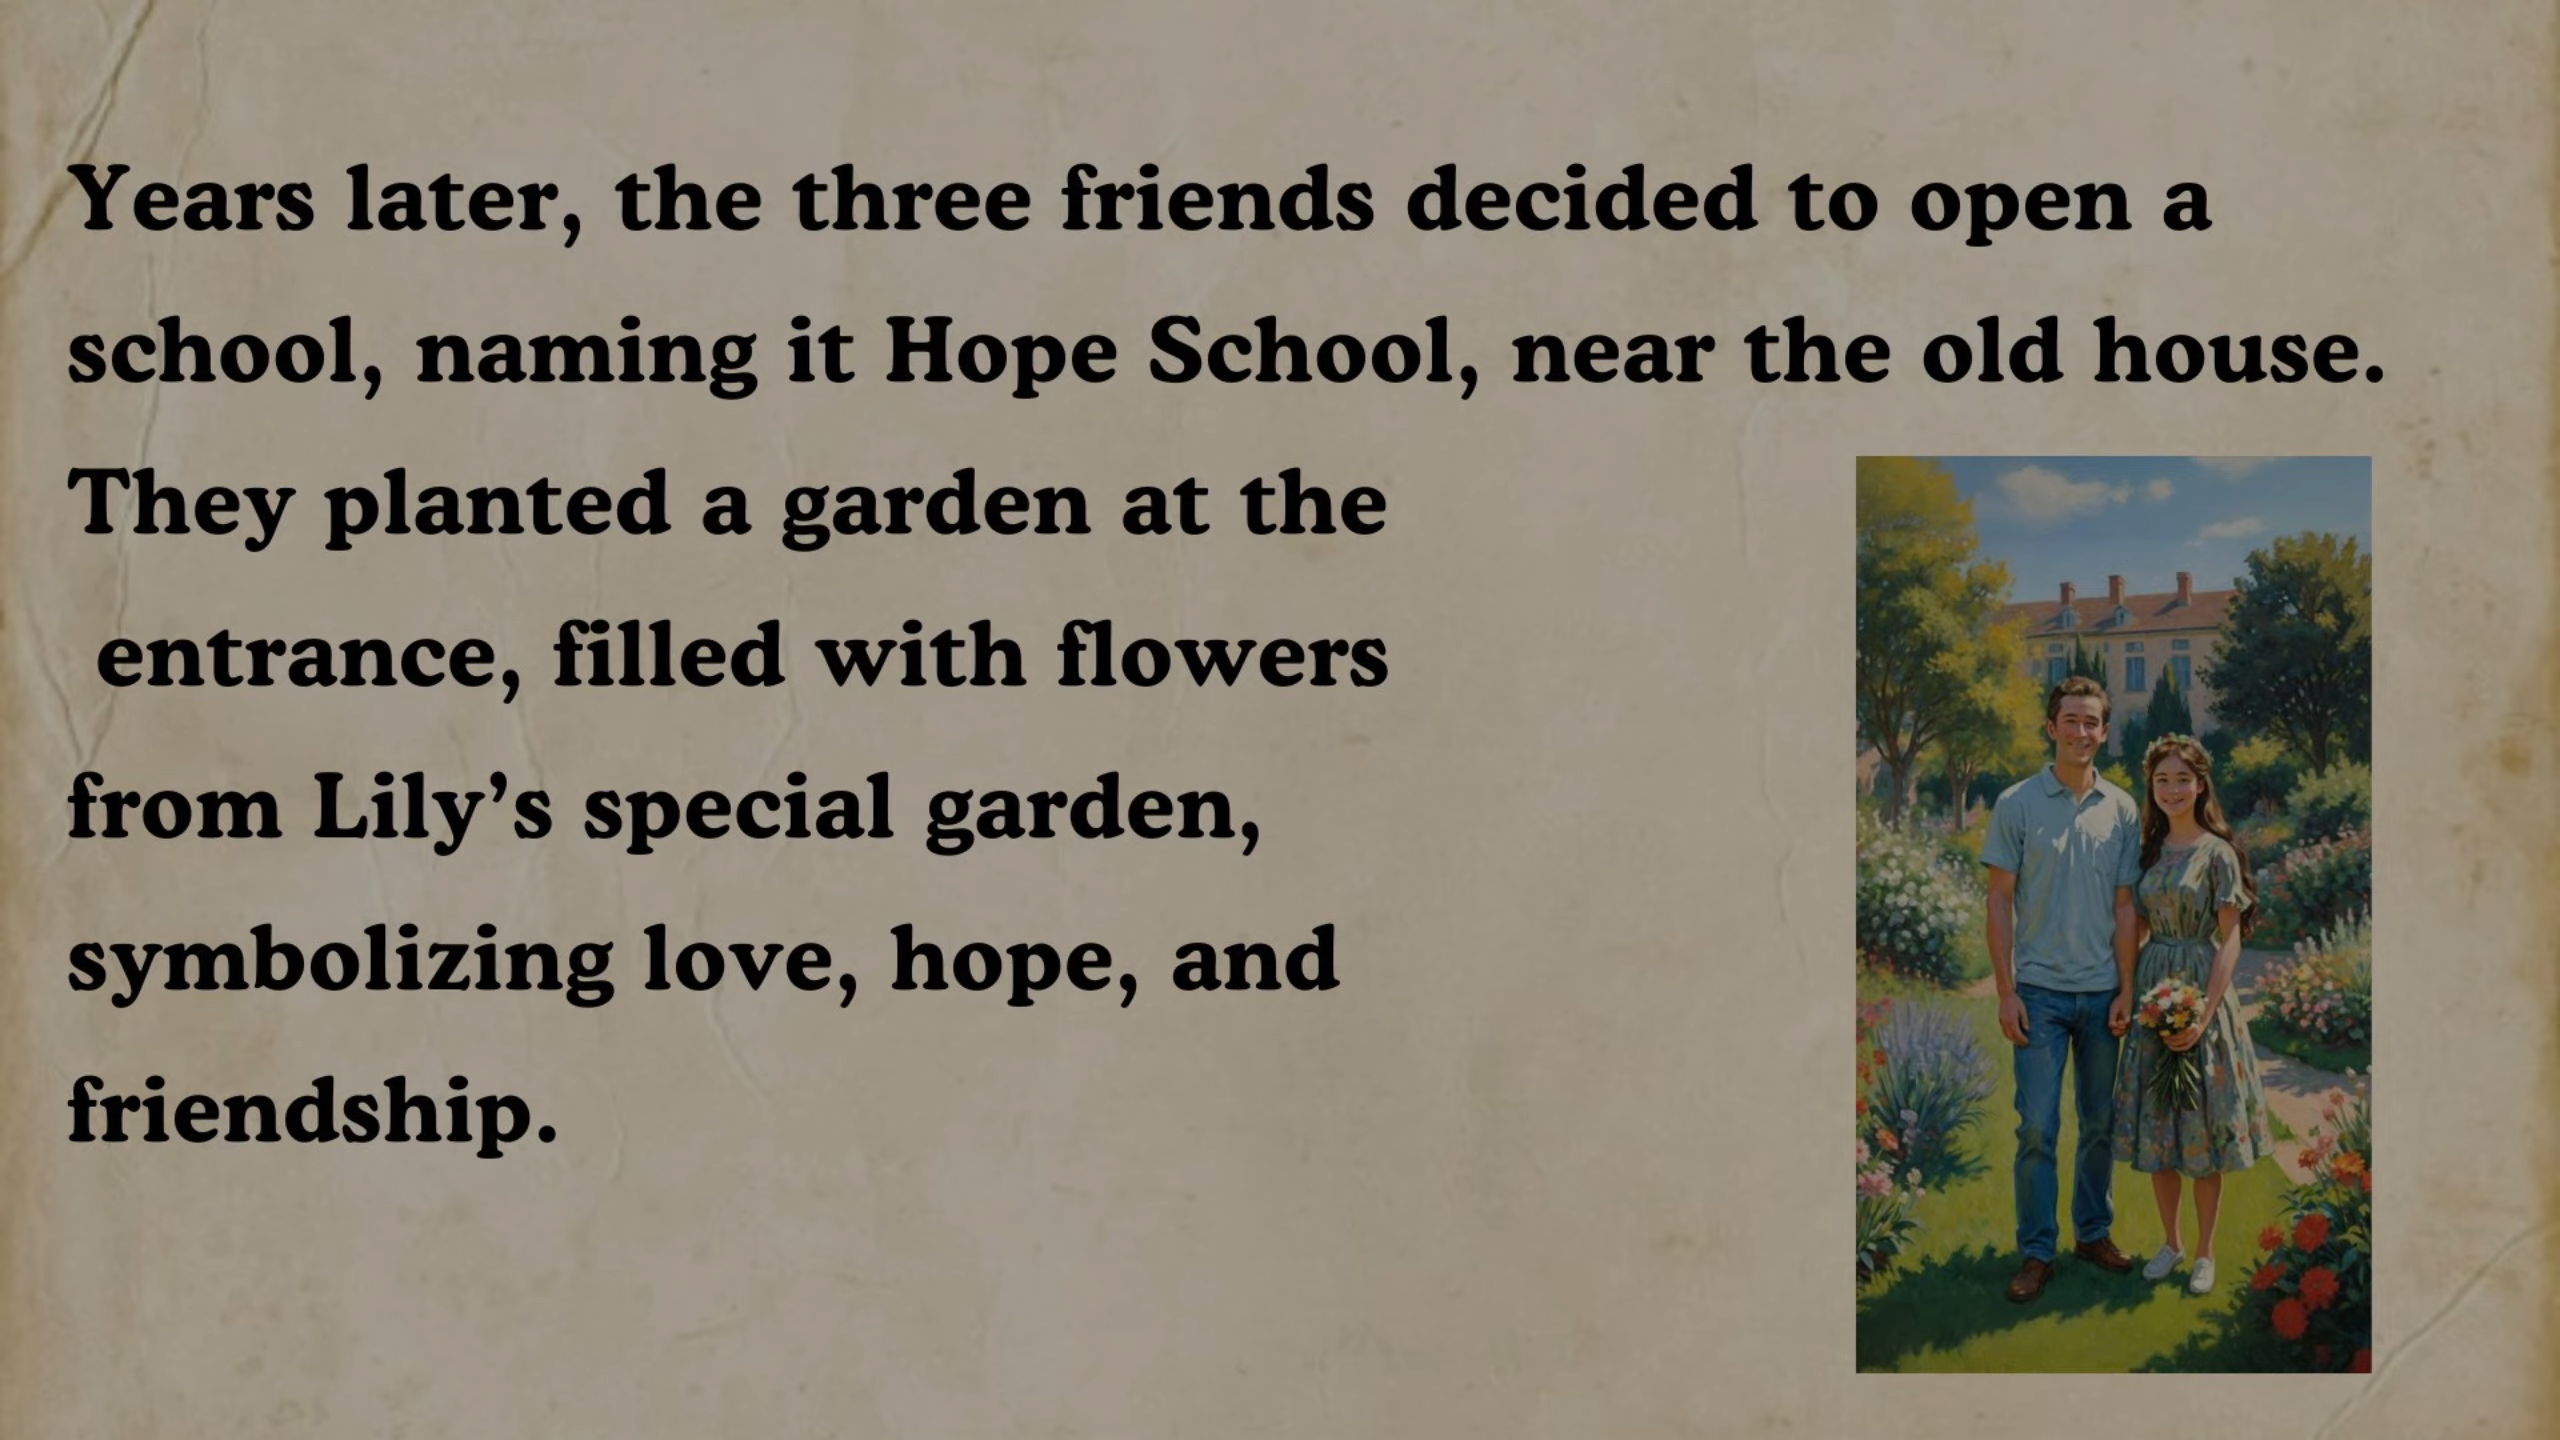 Years later, the three friends decided to open a
school, naming it Hope School, near the old house.
They planted a garden at the
entrance, filled with flowers
from Lily’s special garden,
symbolizing love, hope, and
friendship.